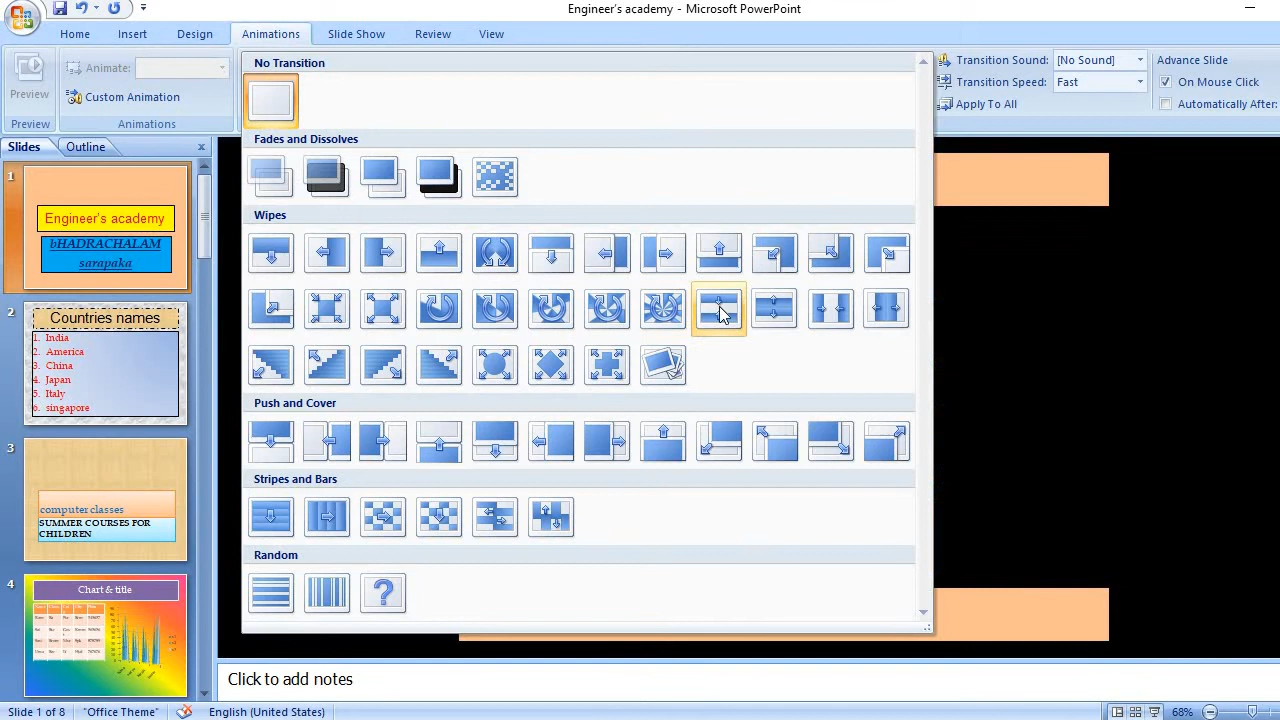 Engineer's academy - Microsoft PowerPoint
Home Insert Design Animations Slide Show Review View
Preview
Animate:
Custom Animation
Preview
Animations
No Transition
Fades and Dissolves
Wipes
Push and Cover
Stripes and Bars
Random
Transition Sound: [No Sound]
Transition Speed: Fast
Apply To All
Advance Slide
On Mouse Click
Automatically After:
Slides Outline
1
Engineer's academy
bHADRACHALAM
sarapaka
2
Countries names
1. India
2. America
3. China
4. Japan
5. Italy
6. singapore
3
computer classes
SUMMER COURSES FOR
CHILDREN
4
Chart & title
Click to add notes
Slide 1 of 8 "Office Theme" English (United States) 68%